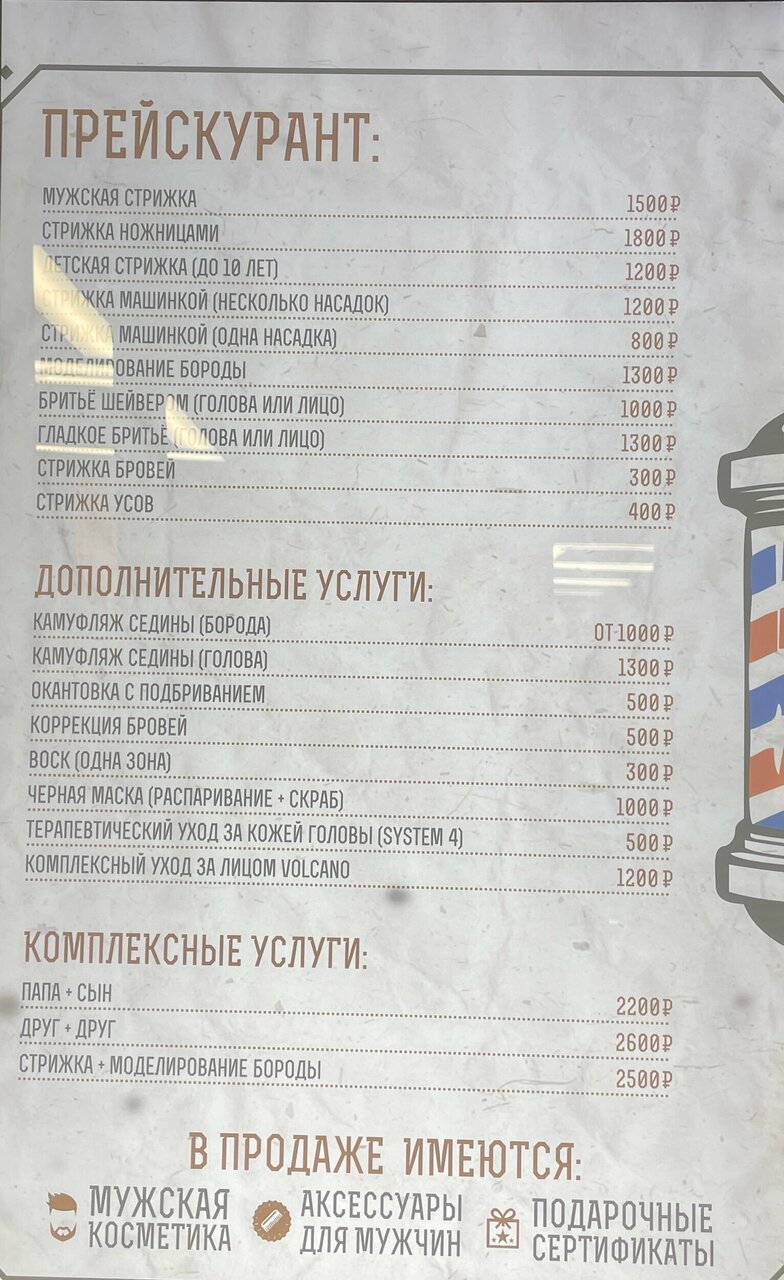 ПРЕЙСКУРАНТ:
МУЖСКАЯ СТРИЖКА 1500₽
СТРИЖКА НОЖНИЦАМИ 1800₽
ДЕТСКАЯ СТРИЖКА (ДО 10 ЛЕТ) 1200₽
СТРИЖКА МАШИНКОЙ (НЕСКОЛЬКО НАСАДОК) 1200₽
СТРИЖКА МАШИНКОЙ (ОДНА НАСАДКА) 800₽
МОДЕЛИРОВАНИЕ БОРОДЫ 1300₽
БРИТЬЁ ШЕЙВЕРОМ (ГОЛОВА ИЛИ ЛИЦО) 1000₽
ГЛАДКОЕ БРИТЬЁ (ГОЛОВА ИЛИ ЛИЦО) 1300₽
СТРИЖКА БРОВЕЙ 300₽
СТРИЖКА УСОВ 400₽
ДОПОЛНИТЕЛЬНЫЕ УСЛУГИ:
КАМУФЛЯЖ СЕДИНЫ (БОРОДА) ОТ 1000₽
КАМУФЛЯЖ СЕДИНЫ (ГОЛОВА) 1300₽
ОКАНТОВКА С ПОДБРИВАНИЕМ 500₽
КОРРЕКЦИЯ БРОВЕЙ 500₽
ВОСК (ОДНА ЗОНА) 300₽
ЧЕРНАЯ МАСКА (РАСПАРИВАНИЕ + СКРАБ) 1000₽
ТЕРАПЕВТИЧЕСКИЙ УХОД ЗА КОЖЕЙ ГОЛОВЫ (SYSTEM 4) 500₽
КОМПЛЕКСНЫЙ УХОД ЗА ЛИЦОМ VOLCANO 1200₽
КОМПЛЕКСНЫЕ УСЛУГИ:
ПАПА + СЫН 2200₽
ДРУГ + ДРУГ 2600₽
СТРИЖКА + МОДЕЛИРОВАНИЕ БОРОДЫ 2500₽
В ПРОДАЖЕ ИМЕЮТСЯ:
МУЖСКАЯ КОСМЕТИКА
АКСЕССУАРЫ ДЛЯ МУЖЧИН
ПОДАРОЧНЫЕ СЕРТИФИКАТЫ